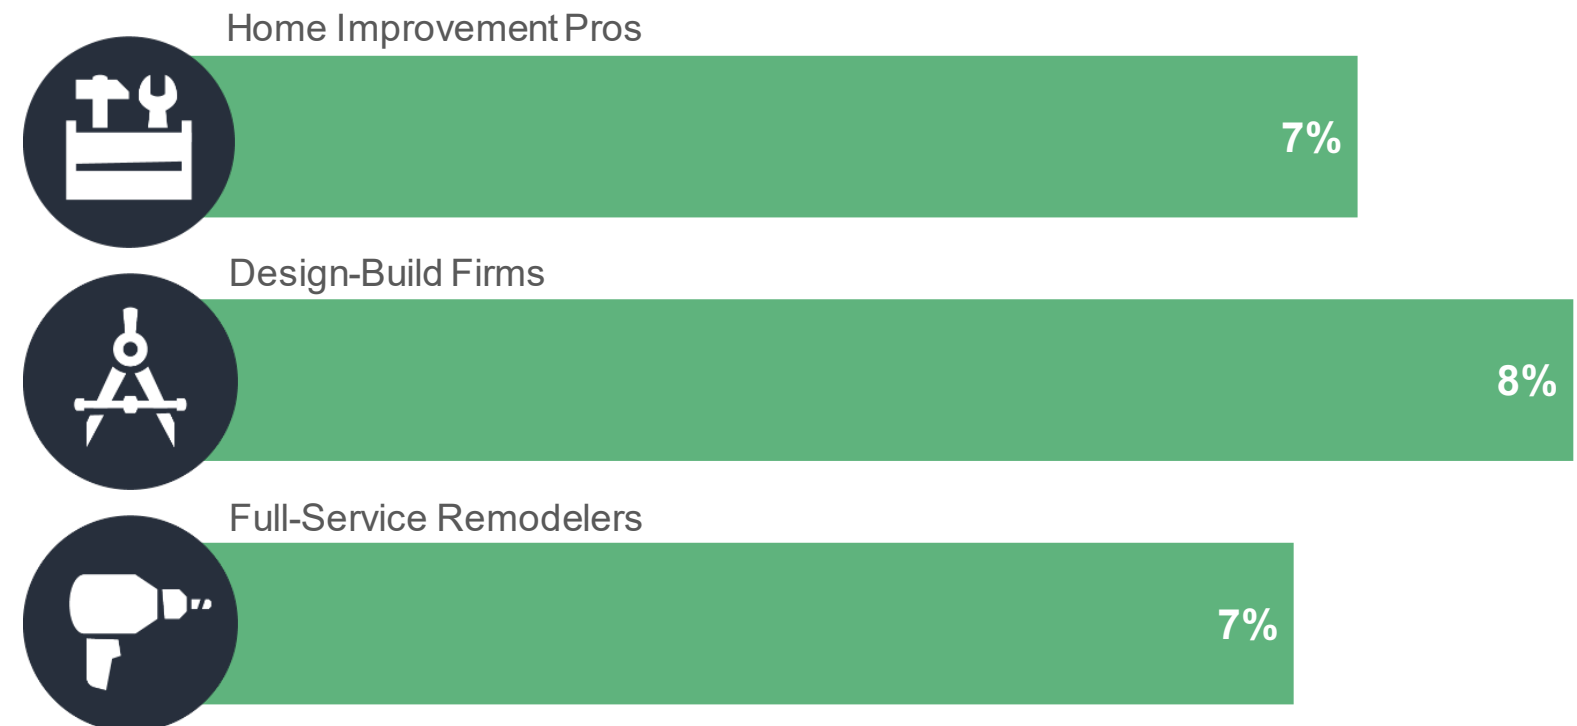 Home Improvement Pros
7%
Design-Build Firms
8%
Full-Service Remodelers
7%